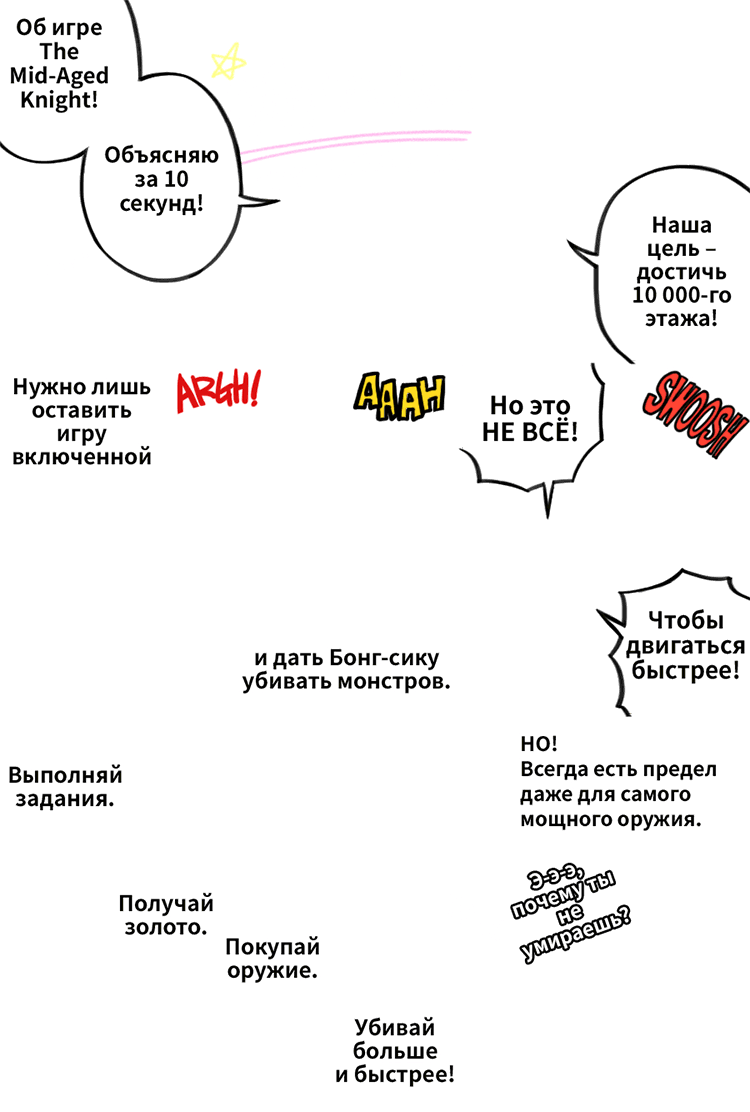 Об игре
The
Mid-Aged
Knight!
Объясняю
за 10
секунд!
Наша
цель –
достичь
10 000-го
этажа!
Нужно лишь
оставить
игру
включенной
ARGH!
AAAH
Но это
НЕ ВСЁ!
SWOOSH
и дать Бонг-сику
убивать монстров.
Чтобы
двигаться
быстрее!
Выполняй
задания.
Получай
золото.
Покупай
оружие.
Убивай
больше
и быстрее!
НО!
Всегда есть предел
даже для самого
мощного оружия.
Э-э-э,
почему ты
не
умираешь?